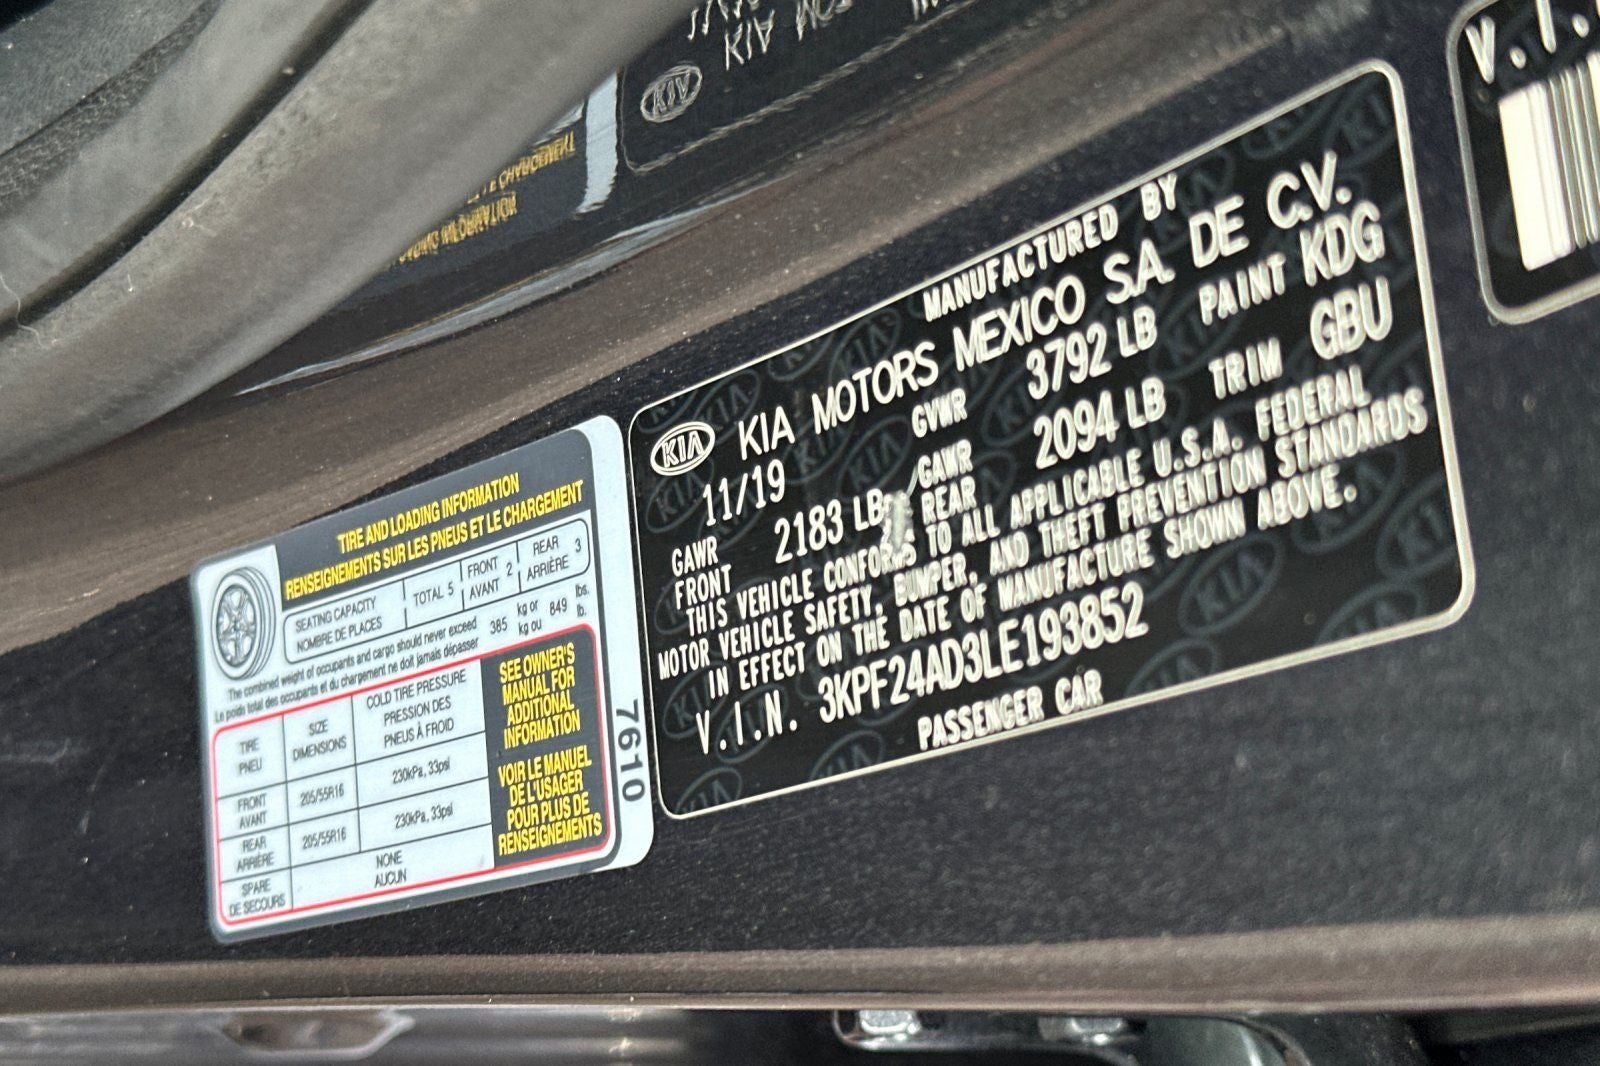 TIRE AND LOADING INFORMATION
RENSEIGNEMENTS SUR LES PNEUS ET LE CHARGEMENT
SEATING CAPACITY
NOMBRE DE PLACES
TOTAL 5
FRONT
AVANT 2
REAR
ARRIÈRE 3
The combined weight of occupants and cargo should never exceed 385 kg or 849 lbs.
Le poids total des occupants et du chargement ne doit jamais dépasser kg ou lb.
TIRE
PNEU
SIZE
DIMENSIONS
COLD TIRE PRESSURE
PRESSION DES
PNEUS À FROID
FRONT
AVANT
205/55R16
230kPa, 33psi
REAR
ARRIÈRE
205/55R16
230kPa, 33psi
SPARE
DE SECOURS
NONE
AUCUN
SEE OWNER'S
MANUAL FOR
ADDITIONAL
INFORMATION
VOIR LE MANUEL
DE L'USAGER
POUR PLUS DE
RENSEIGNEMENTS
7610
MANUFACTURED BY
KIA KIA MOTORS MEXICO S.A. DE C.V.
11/19 GVWR 3792 LB PAINT KDG
GAWR
FRONT 2183 LB
GAWR
REAR 2094 LB TRIM GBU
THIS VEHICLE CONFORMS TO ALL APPLICABLE U.S.A. FEDERAL
MOTOR VEHICLE SAFETY, BUMPER, AND THEFT PREVENTION STANDARDS
IN EFFECT ON THE DATE OF MANUFACTURE SHOWN ABOVE.
V.I.N. 3KPF24AD3LE193852
PASSENGER CAR
V.I.